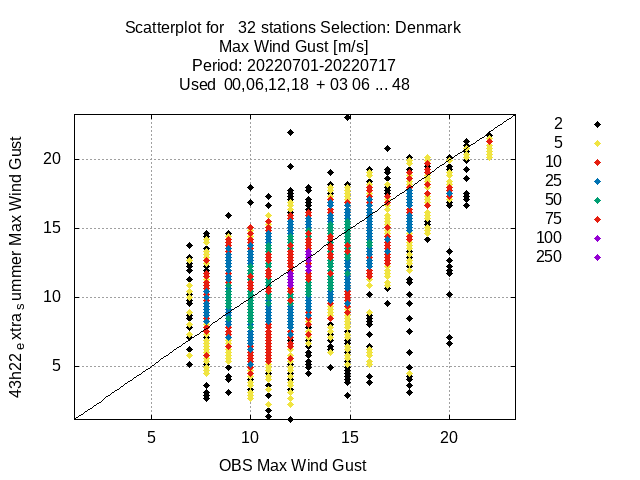 Scatterplot for   32 stations Selection: Denmark
Max Wind Gust [m/s]
Period: 20220701-20220717
Used  00,06,12,18  + 03 06 ... 48
43h22 e xtra s ummer Max Wind Gust
20
15
10
5
5 10 15 20
OBS Max Wind Gust
2
5
10
25
50
75
100
250